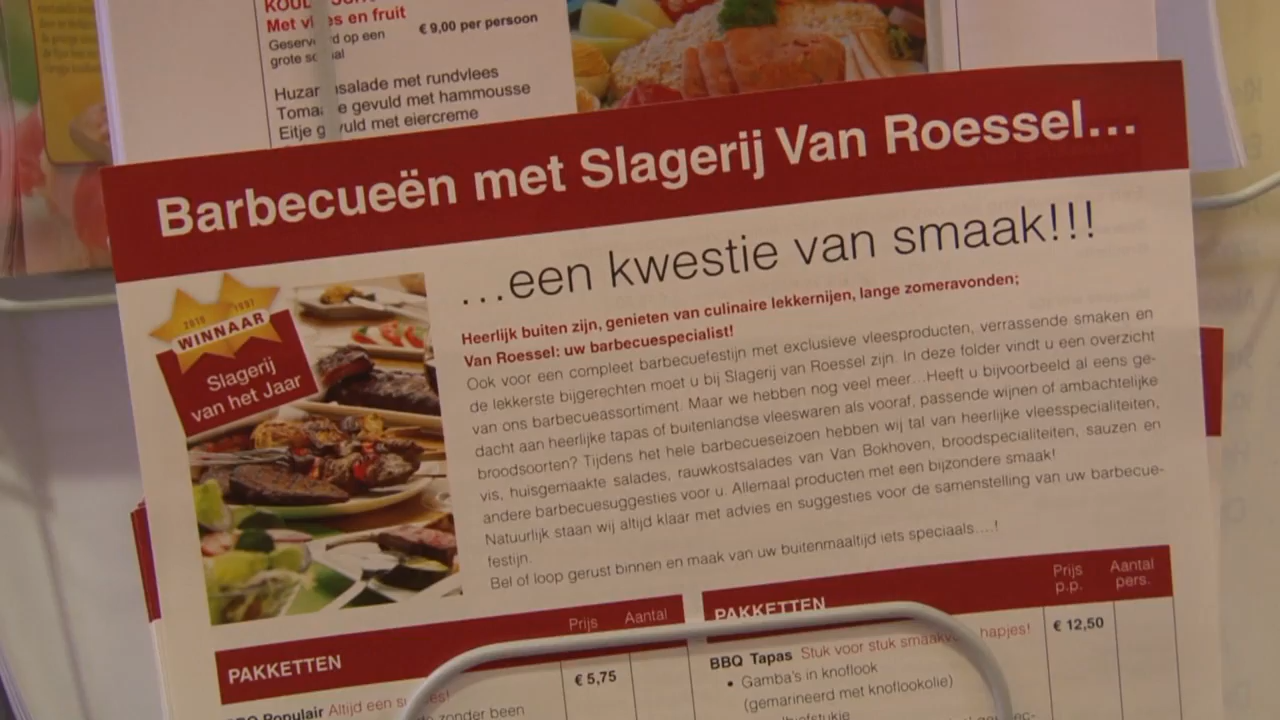 Met vlees en fruit
€ 9,00 per persoon
Geserveerd op een
grote schaal
Huzarensalade met rundvlees
gevuld met hammousse
Eitje gevuld met eiercreme
Barbecueën met Slagerij Van Roessel...
...een kwestie van smaak!!!
WINNAAR
Slagerij
van het Jaar
Heerlijk buiten zijn, genieten van culinaire lekkernijen, lange zomeravonden;
Van Roessel: uw barbecuespecialist!
Ook voor een compleet barbecuefestijn met exclusieve vleesproducten, verrassende smaken en
de lekkerste bijgerechten moet u bij Slagerij van Roessel zijn. In deze folder vindt u een overzicht
van ons barbecueassortiment. Maar we hebben nog veel meer...Heeft u bijvoorbeeld al eens ge-
dacht aan heerlijke tapas of buitenlandse vleeswaren als vooraf, passende wijnen of ambachtelijke
broodsoorten? Tijdens het hele barbecueseizoen hebben wij tal van heerlijke vleesspecialiteiten,
vis, huisgemaakte salades, rauwkostsalades van Van Bokhoven, broodspecialiteiten, sauzen en
andere barbecuesuggesties voor u. Allemaal producten met een bijzondere smaak!
Natuurlijk staan wij altijd klaar met advies en suggesties voor de samenstelling van uw barbecue-
festijn.
Bel of loop gerust binnen en maak van uw buitenmaaltijd iets speciaals....!
PAKKETTEN
Prijs
Aantal
€ 5,75
Populair Altijd een
zonder been
PAKKETTEN
Prijs
p.p.
Aantal
pers.
BBQ Tapas Stuk voor stuk hapjes!
€ 12,50
• Gamba's in knoflook
(gemarineerd met knoflookolie)